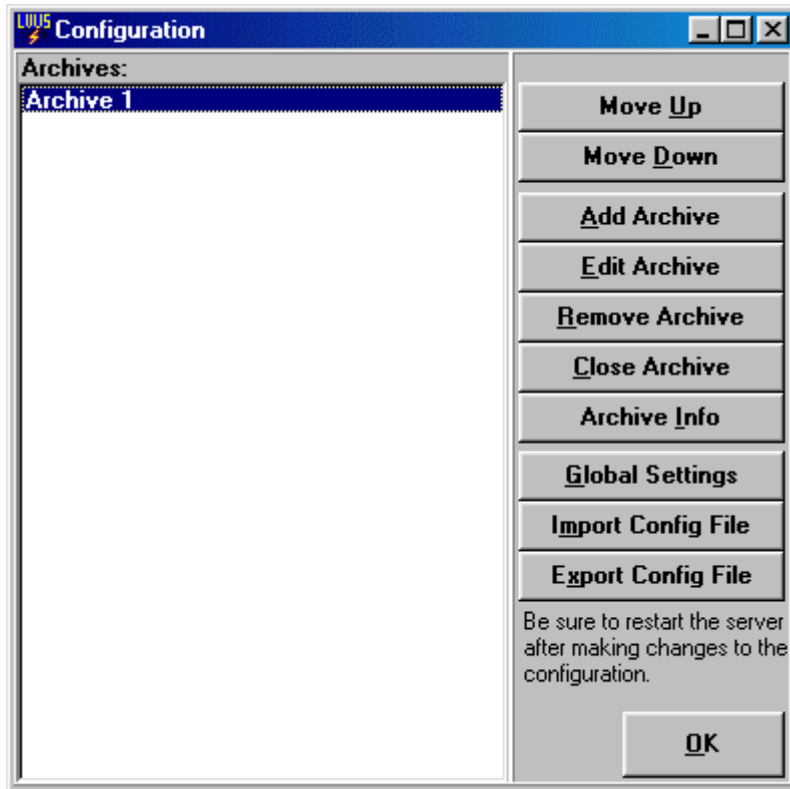 LWS Configuration
Archives:
Archive 1
Move Up
Move Down
Add Archive
Edit Archive
Remove Archive
Close Archive
Archive Info
Global Settings
Import Config File
Export Config File
Be sure to restart the server
after making changes to the
configuration.
OK